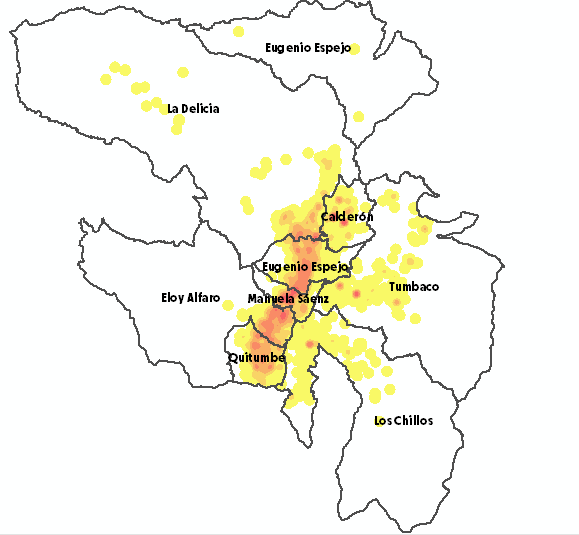 Eugenio Espejo
La Delicia
Calderón
Eugenio Espejo
Tumbaco
Eloy Alfaro
Manuela Sáenz
Quitumbe
Los Chillos